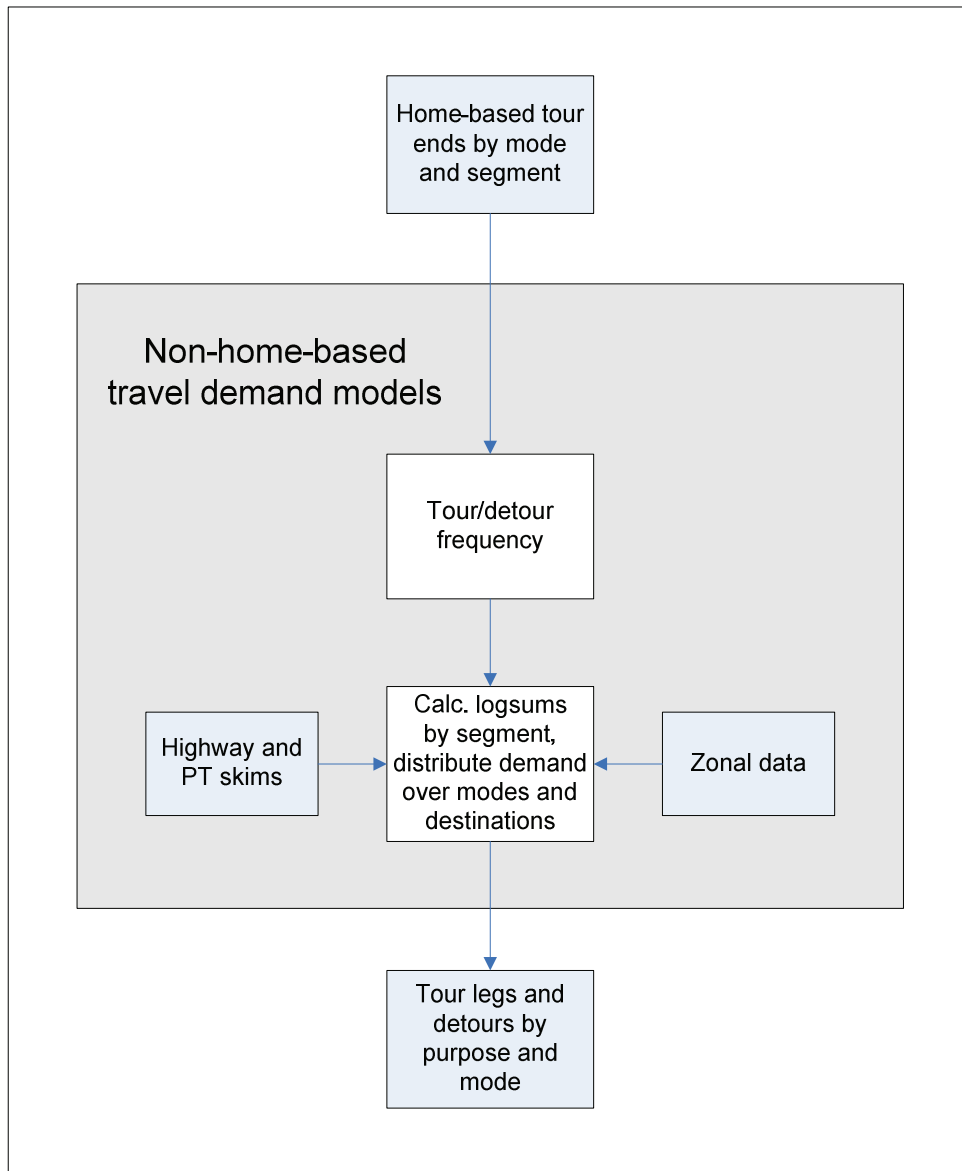 Home-based tour
ends by mode
and segment
Non-home-based
travel demand models
Tour/detour
frequency
Highway and
PT skims
Calc. logsums
by segment,
distribute demand
over modes and
destinations
Zonal data
Tour legs and
detours by
purpose and
mode